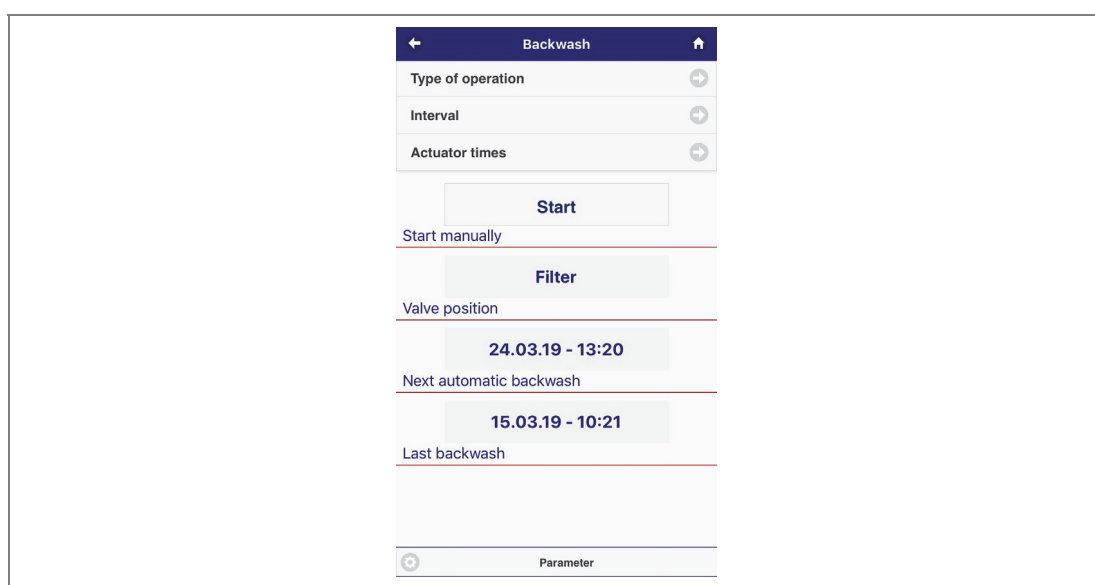 Backwash
Type of operation
Interval
Actuator times
Start
Start manually
Filter
Valve position
24.03.19 - 13:20
Next automatic backwash
15.03.19 - 10:21
Last backwash
Parameter